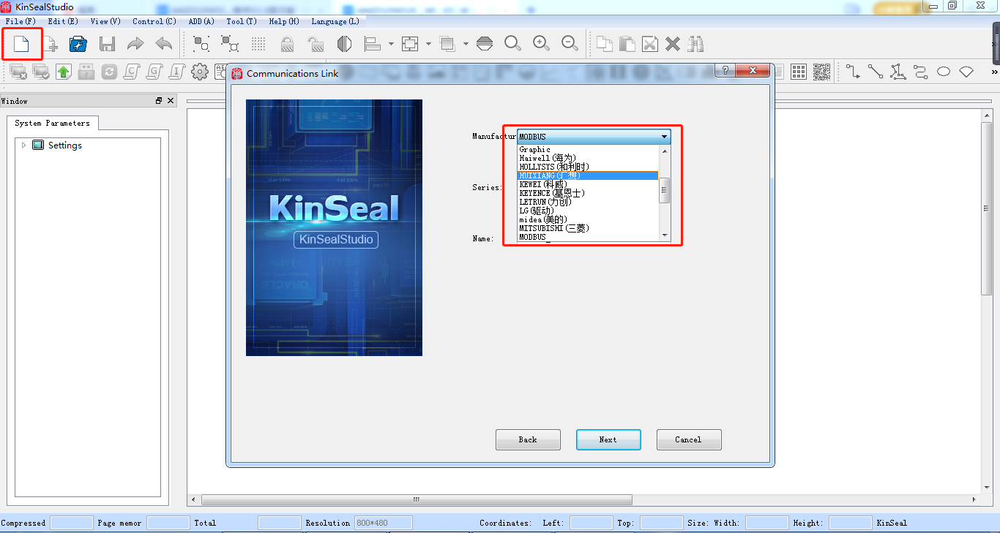 KinSealStudio
File(F) Edit(E) View(V) Control(C) ADD(A) Tool(T) Help(H) Language(L)
Communications Link
Window
System Parameters
Settings
KinSeal
KinSealStudio
Manufactur
MODBUS
Graphic
Haiwell(海为)
HOLLYSYS(和利时)
HUIXIANG(汇想)
KEWEI(科威)
KEYENCE(基恩士)
LETRUN(力创)
LG(驱动)
midea(美的)
MITSUBISHI(三菱)
MODBUS
Series:
Name:
Back Next Cancel
Compressed Page memor Total Resolution 800*480 Coordinates: Left: Top: Size: Width: Height: KinSeal